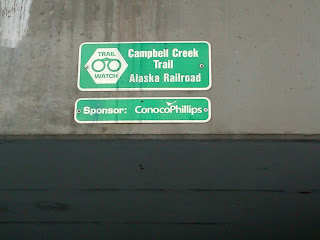 TRAIL
WATCH
Campbell Creek
Trail
Alaska Railroad
Sponsor: ConocoPhillips